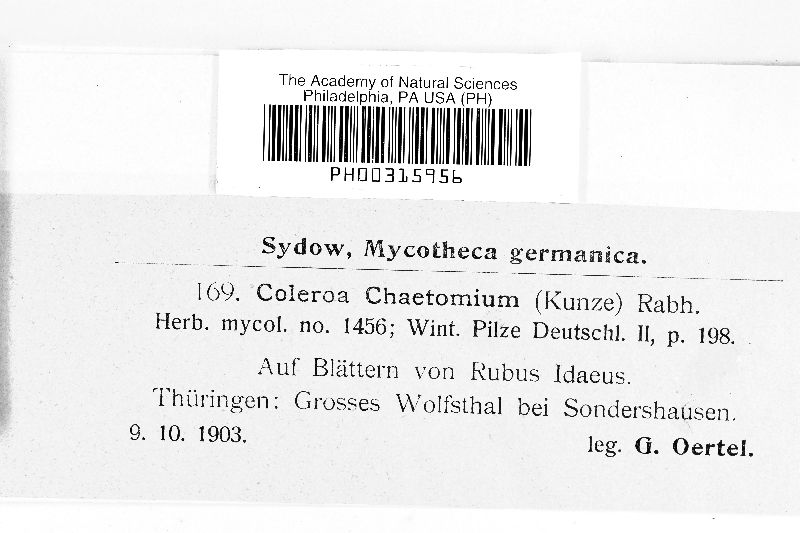 The Academy of Natural Sciences
Philadelphia, PA USA (PH)
PH00315956
Sydow, Mycotheca germanica.
169. Coleroa Chaetomium (Kunze) Rabh.
Herb. mycol. no. 1456; Wint. Pilze Deutschl. II, p. 198.
Auf Blättern von Rubus Idaeus.
Thüringen: Grosses Wolfsthal bei Sondershausen.
9. 10. 1903. leg. G. Oertel.